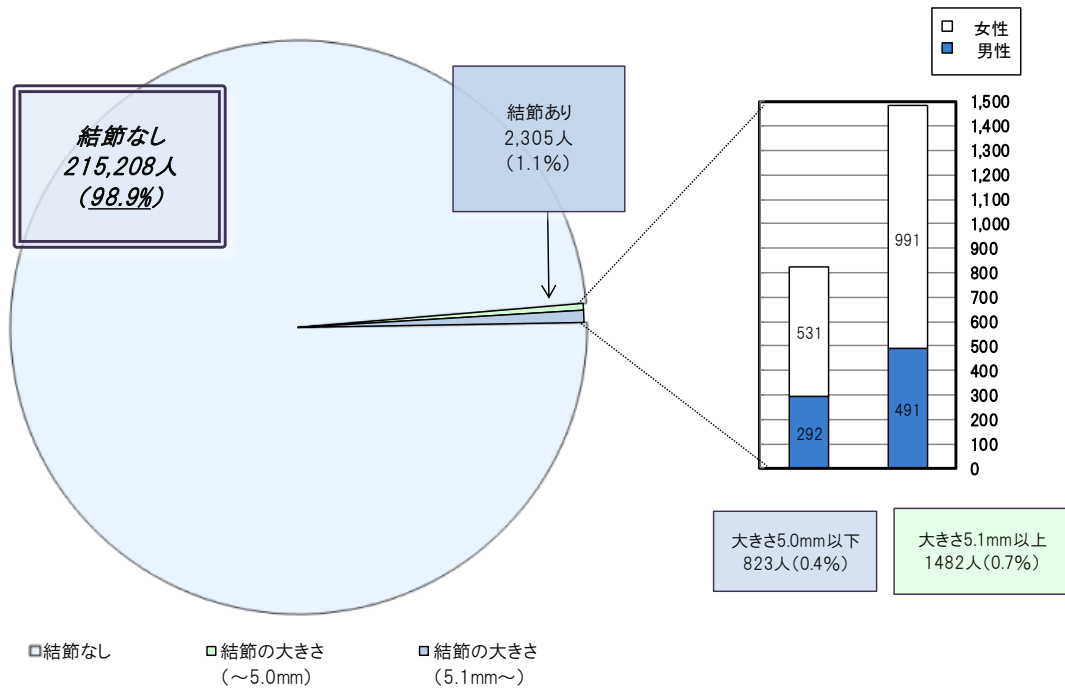 女性
男性
結節なし
215,208人
(98.9%)
結節あり
2,305人
(1.1%)
1,500
1,400
1,300
1,200
1,100
1,000
900
800
700
600
500
400
300
200
100
0
531
292
991
491
大きさ5.0mm以下
823人(0.4%)
大きさ5.1mm以上
1482人(0.7%)
結節なし
結節の大きさ
(~5.0mm)
結節の大きさ
(5.1mm~)